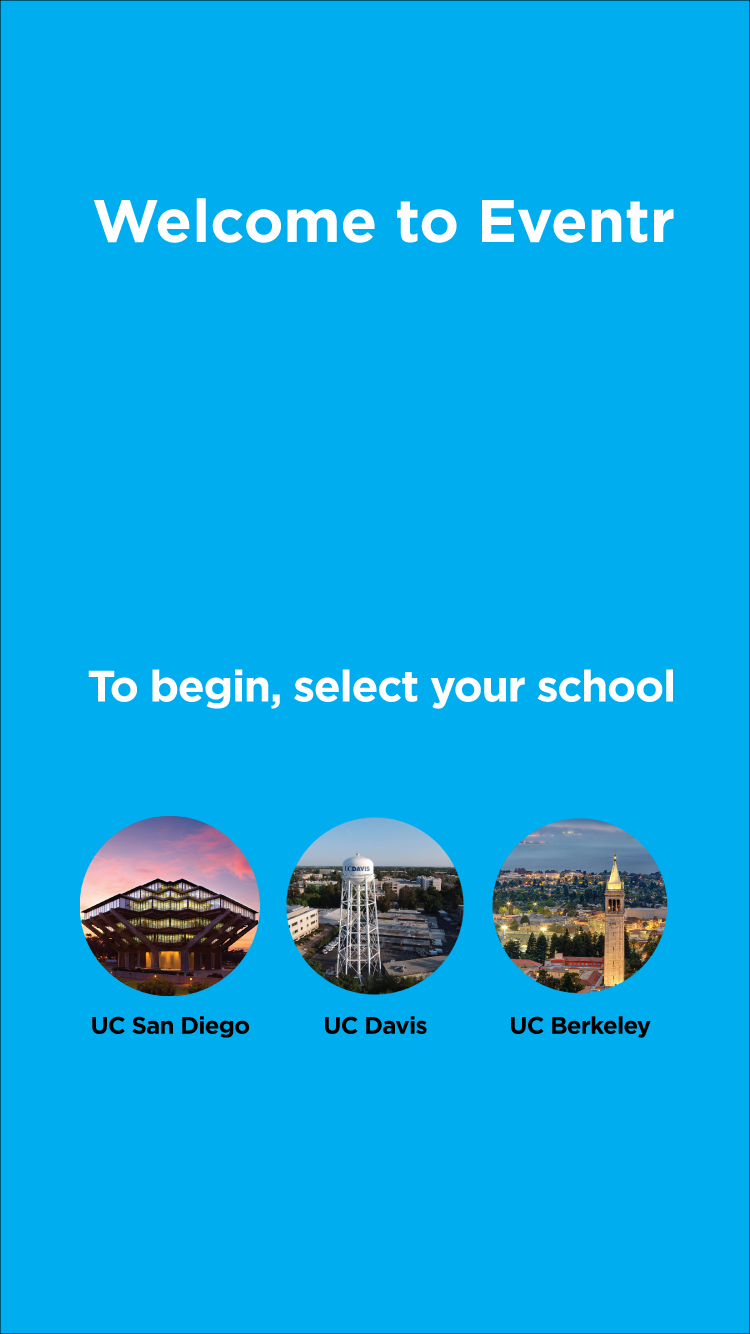 Welcome to Eventr
To begin, select your school
UC DAVIS
UC San Diego
UC Davis
UC Berkeley